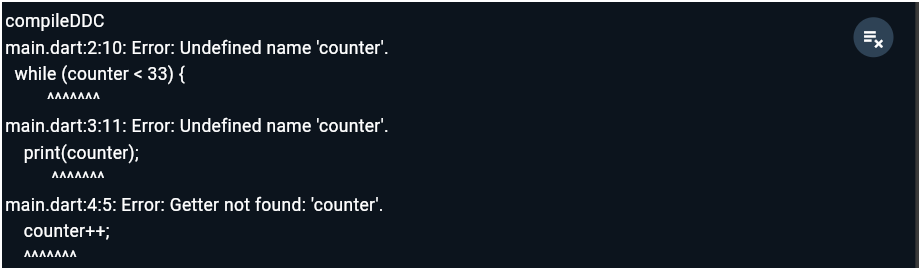 compileDDC
main.dart:2:10: Error: Undefined name 'counter'.
  while (counter < 33) {
         ^^^^^^^
main.dart:3:11: Error: Undefined name 'counter'.
    print(counter);
          ^^^^^^^
main.dart:4:5: Error: Getter not found: 'counter'.
    counter++;
    ^^^^^^^